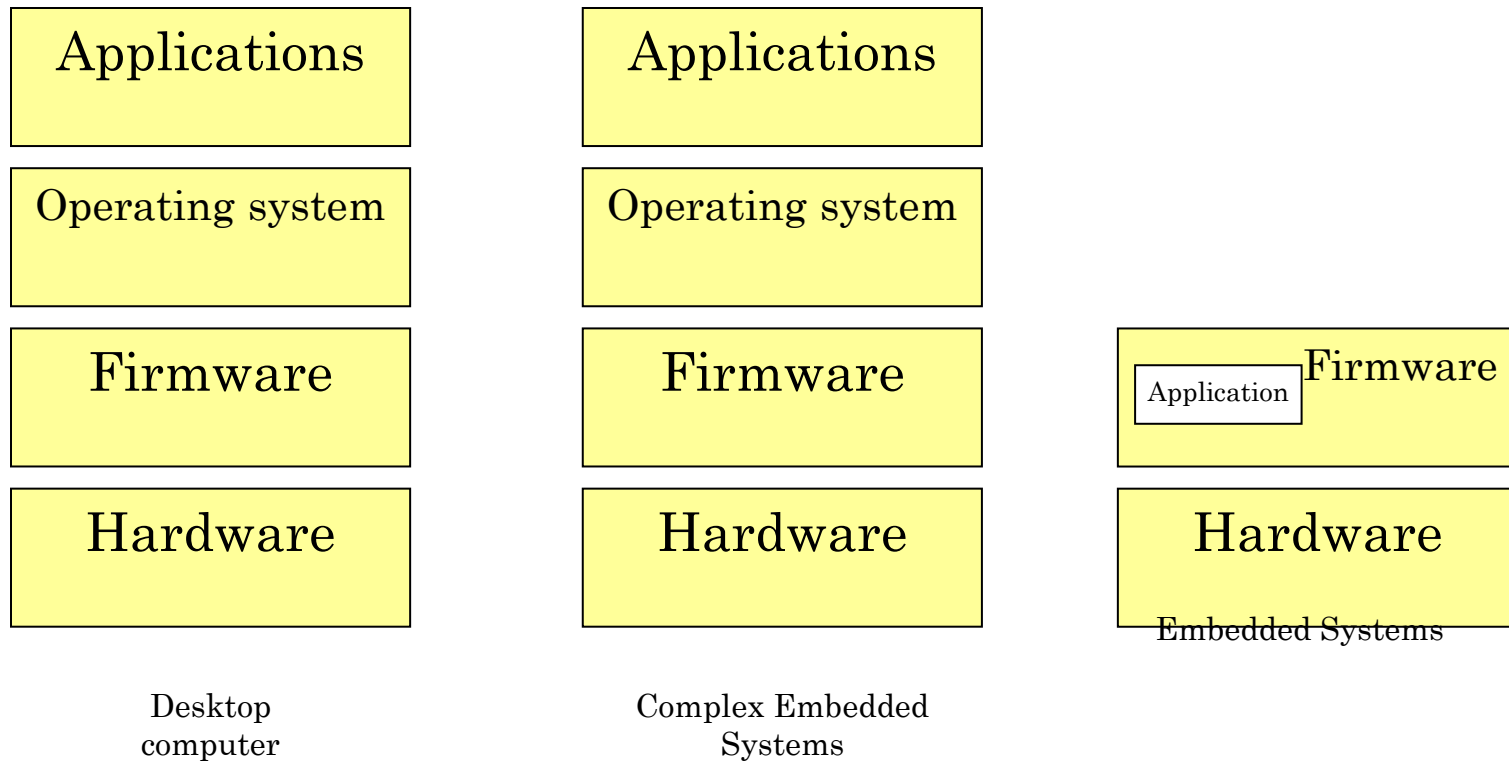 Applications
Operating system
Firmware
Hardware
Desktop
computer
Applications
Operating system
Firmware
Hardware
Complex Embedded
Systems
Firmware
Application
Hardware
Embedded Systems